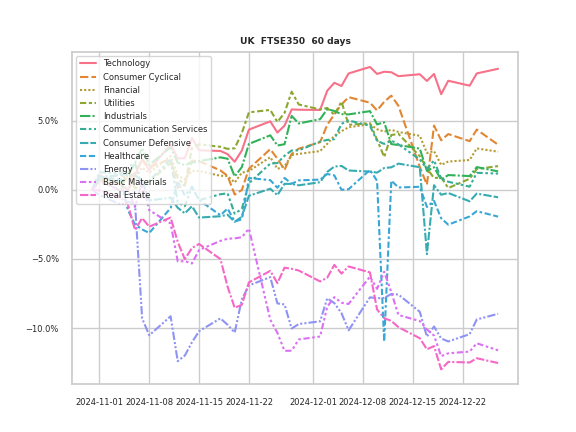 UK FTSE350 60 days
Technology
Consumer Cyclical
Financial
Utilities
Industrials
Communication Services
Consumer Defensive
Healthcare
Energy
Basic Materials
Real Estate
5.0%
0.0%
−5.0%
−10.0%
2024-11-01 2024-11-08 2024-11-15 2024-11-22 2024-12-01 2024-12-08 2024-12-15 2024-12-22